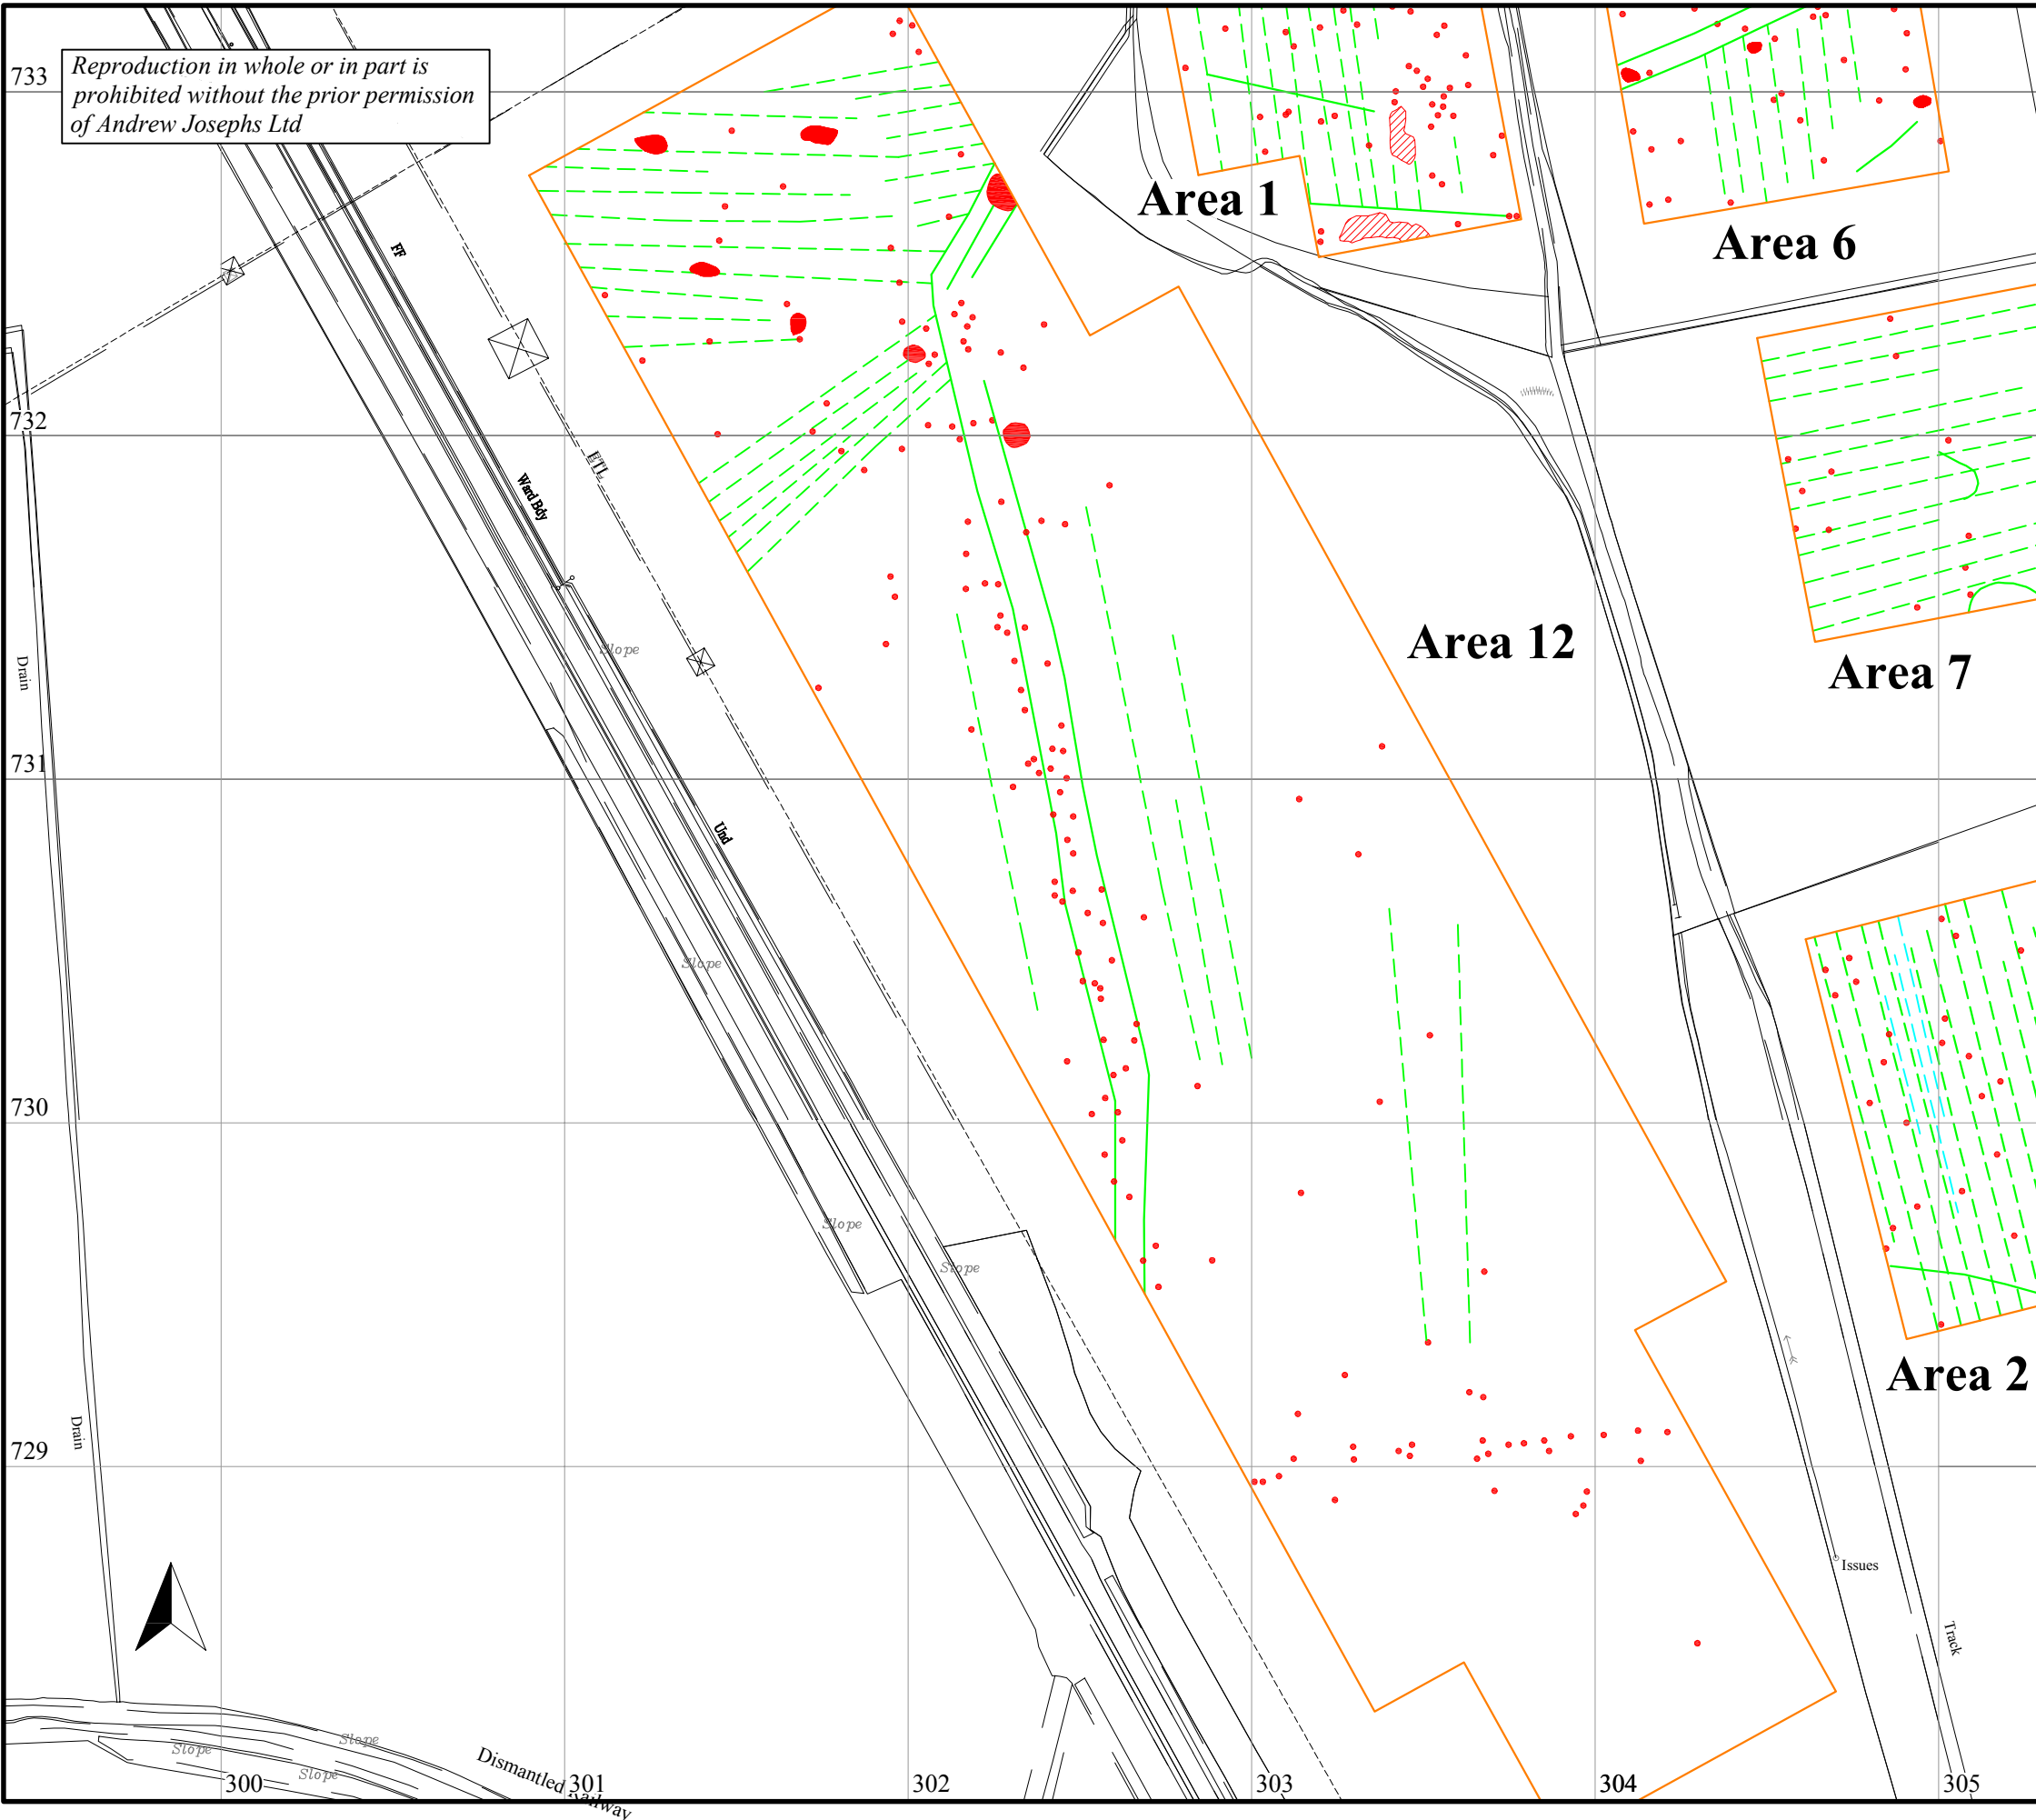 733
Reproduction in whole or in part is
prohibited without the prior permission
of Andrew Josephs Ltd
Area 1
Area 6
FF
732
ETL
Ward Bdy
Area 12
Area 7
Slope
Drain
731
Und
Slope
730
Slope
Slope
Area 2
Drain
729
Issues
Track
Slope
Slope
Slope
Dismantled Railway
300
301
302
303
304
305